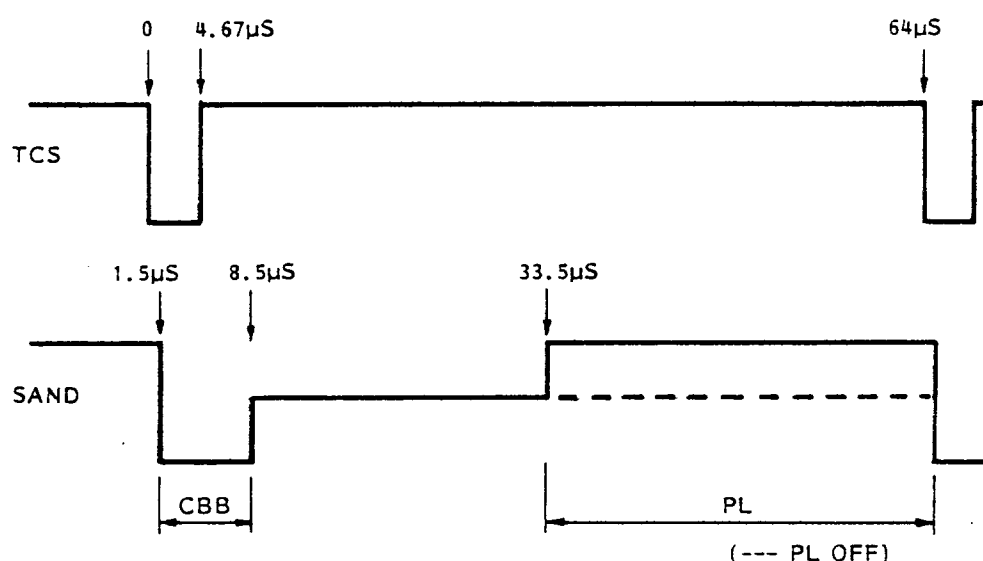 0 4.67µS 64µS
TCS
1.5µS 8.5µS 33.5µS
SAND
CBB PL
(--- PL OFF)